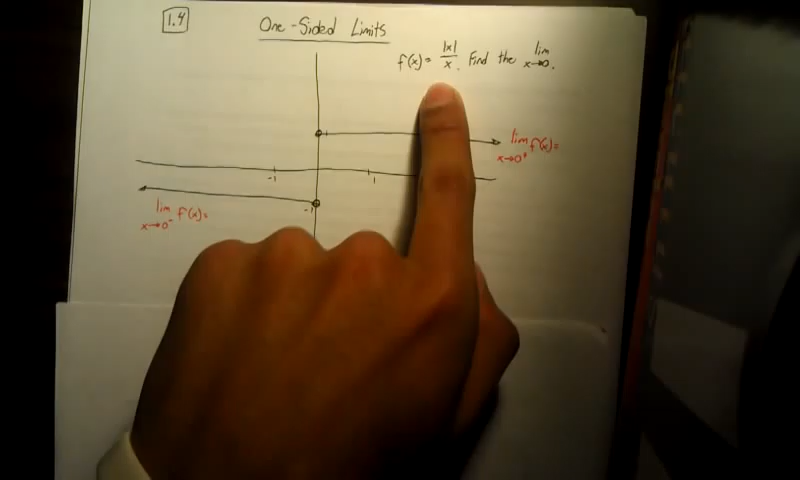 1.4
One-Sided Limits
f(x) = |x|/x . Find the lim x→0.
lim x→0⁺ f(x)=
-1
1
-1
lim x→0⁻ f(x)=